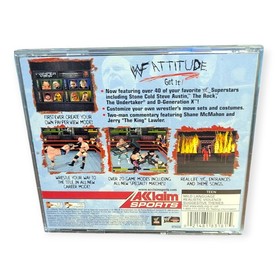 WF ATTITUDE
Get It!
• Now featuring over 40 of your favorite WF Superstars
including Stone Cold Steve Austin, The Rock,
The Undertaker and D-Generation X!
• Customize your own wrestler's move sets and costumes.
• Two-man commentary featuring Shane McMahon and
Jerry "The King" Lawler.
FIRST-EVER CREATE YOUR
OWN PAY-PER-VIEW MODE!
WRESTLE YOUR WAY TO
THE TITLE IN ALL NEW
CAREER MODE!
OVER 20 GAME MODES INCLUDING
ALL NEW SPECIALTY MATCHES!
REAL LIFE ENTRANCES
AND THEME SONGS.
AKklaim
SPORTS
TEEN